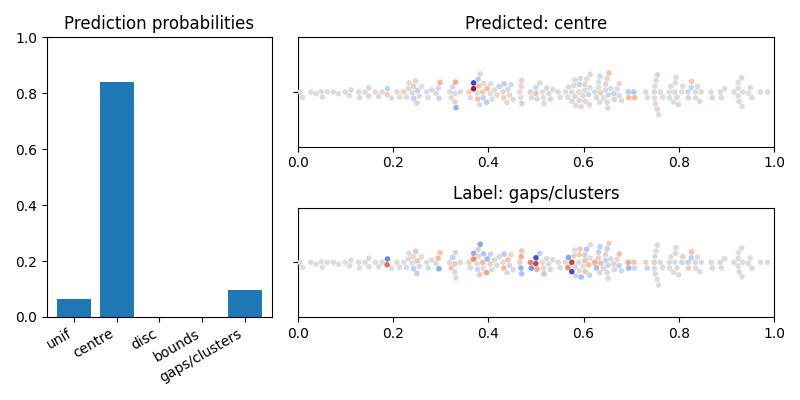 Prediction probabilities
1.0
0.8
0.6
0.4
0.2
0.0
unif
centre
disc
bounds
gaps/clusters
Predicted: centre
0.0 0.2 0.4 0.6 0.8 1.0
Label: gaps/clusters
0.0 0.2 0.4 0.6 0.8 1.0